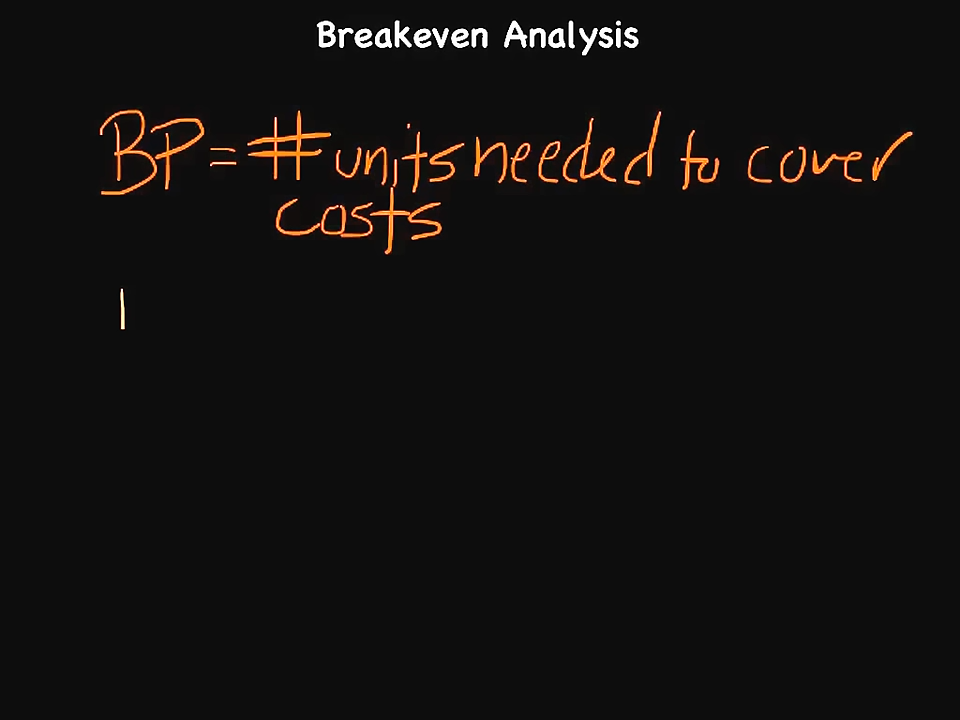 Breakeven Analysis
BP = # units needed to cover
costs